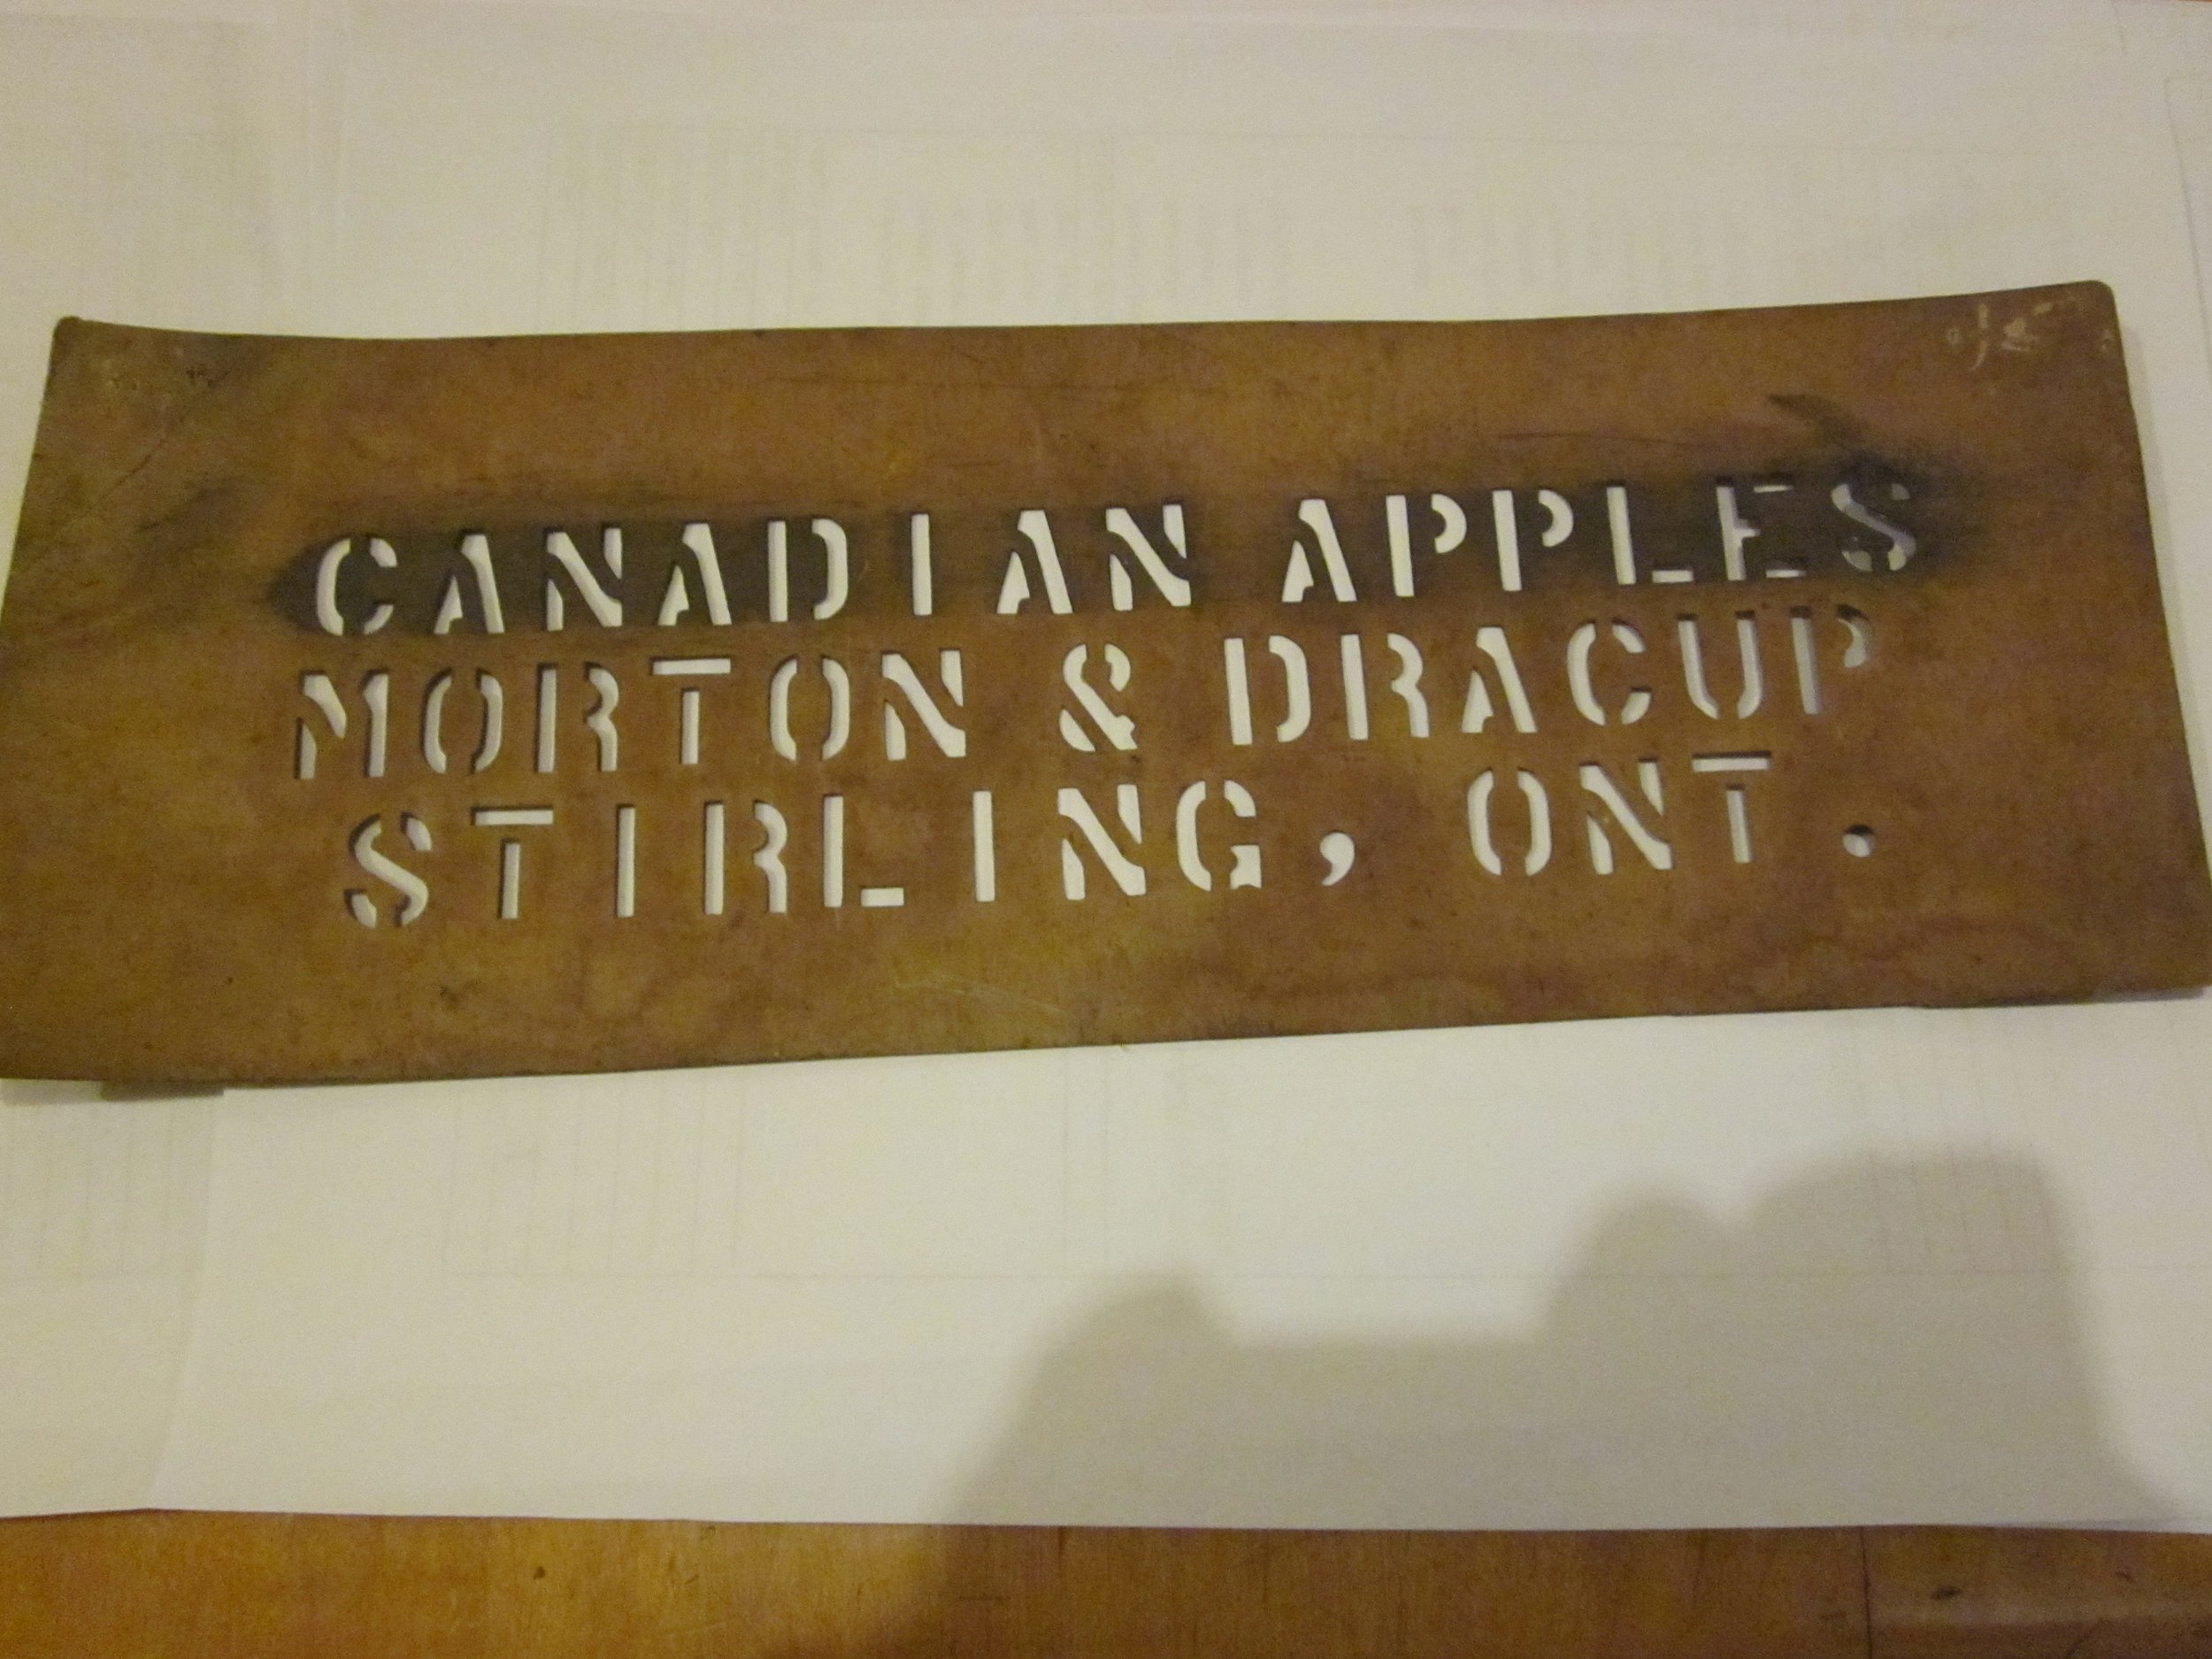 CANADIAN APPLES
MORTON & DRACUP
STIRLING, ONT.